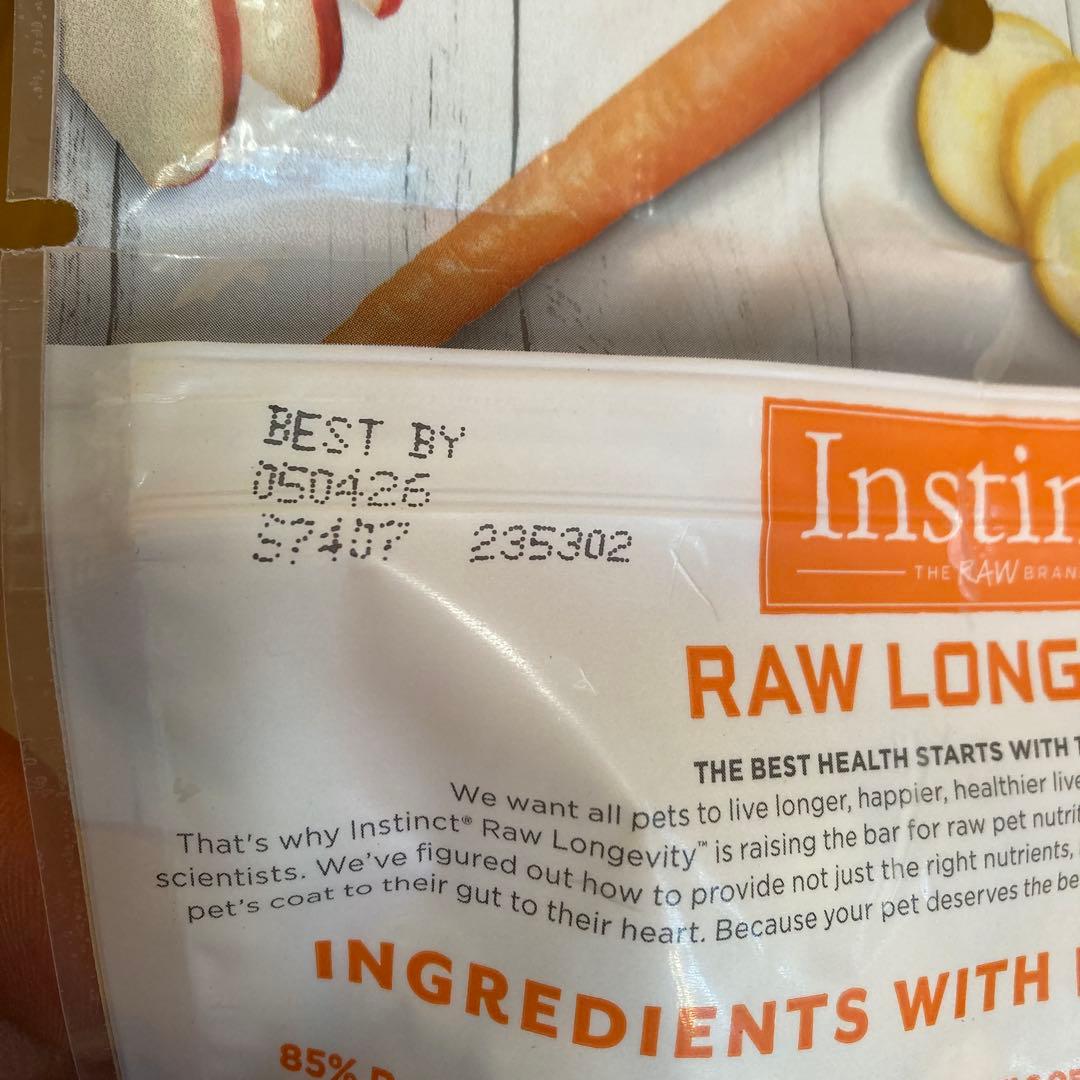 BEST BY
050426
57407 235302
Instin
THE RAW BRAN
RAW LONG
THE BEST HEALTH STARTS WITH T
We want all pets to live longer, happier, healthier live
That's why Instinct® Raw Longevity™ is raising the bar for raw pet nutrit
scientists. We've figured out how to provide not just the right nutrients,
pet's coat to their gut to their heart. Because your pet deserves the be
INGREDIENTS WITH
85%